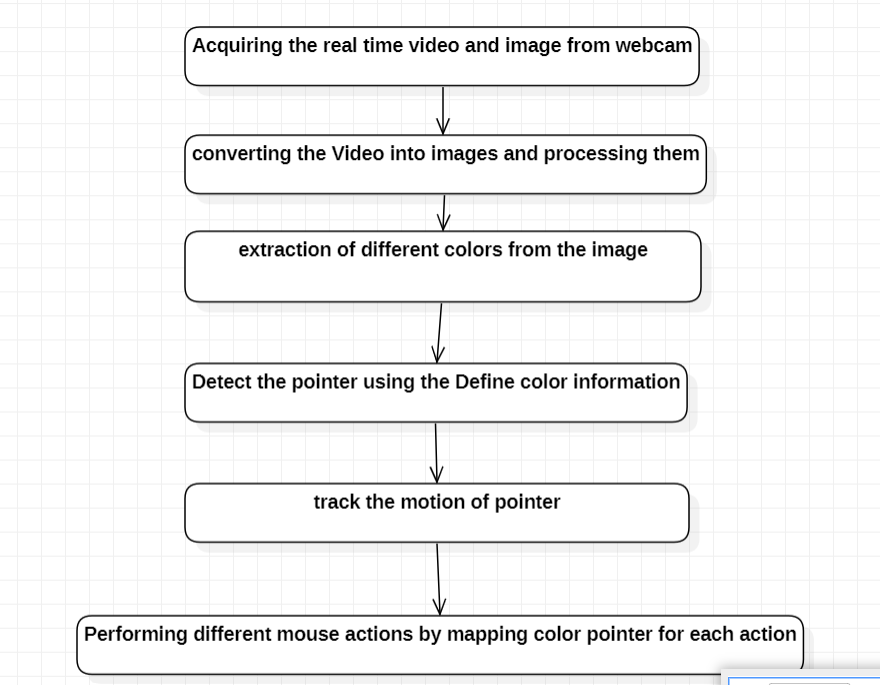 Acquiring the real time video and image from webcam
converting the Video into images and processing them
extraction of different colors from the image
Detect the pointer using the Define color information
track the motion of pointer
Performing different mouse actions by mapping color pointer for each action